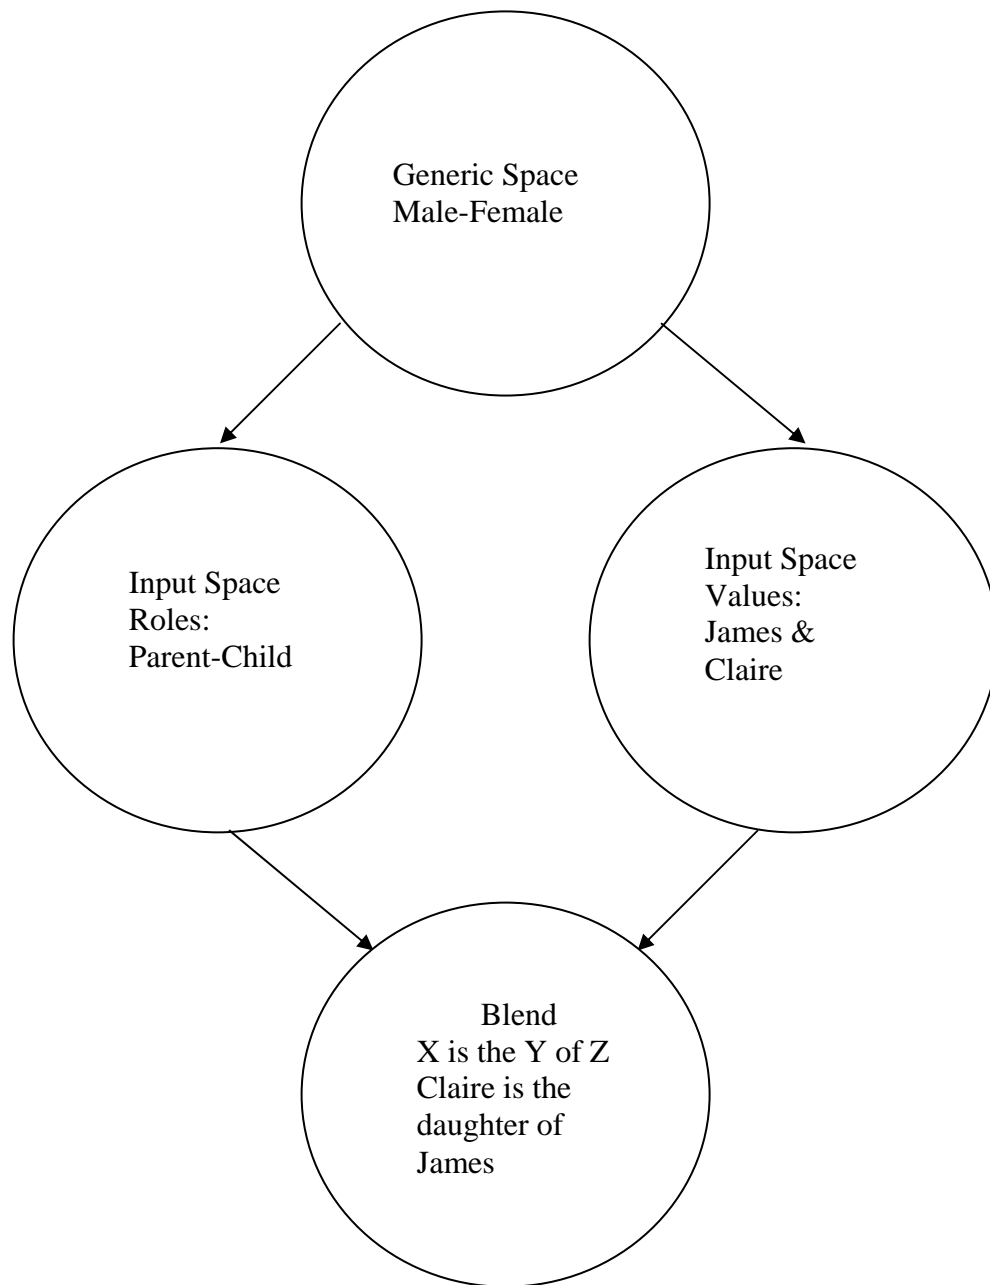 Generic Space
Male-Female
Input Space
Roles:
Parent-Child
Input Space
Values:
James &
Claire
Blend
X is the Y of Z
Claire is the
daughter of
James